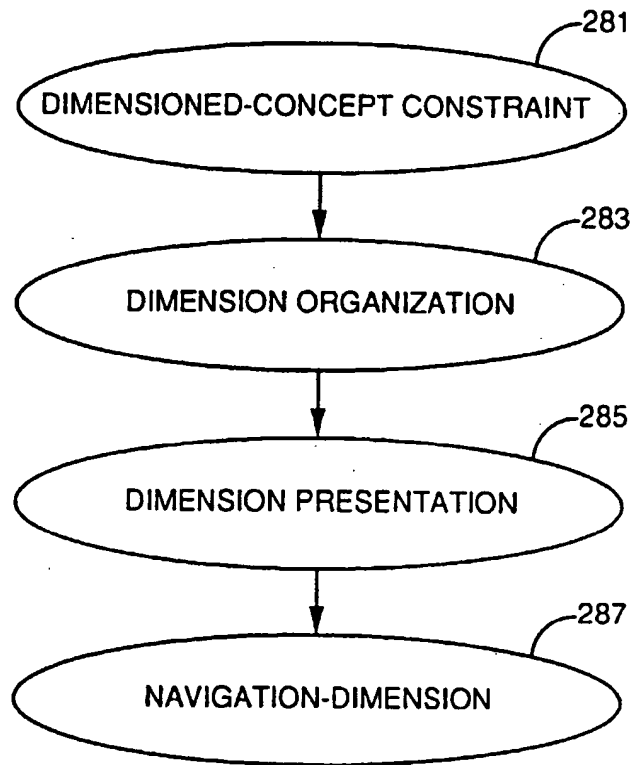 281
DIMENSIONED-CONCEPT CONSTRAINT
283
DIMENSION ORGANIZATION
285
DIMENSION PRESENTATION
287
NAVIGATION-DIMENSION